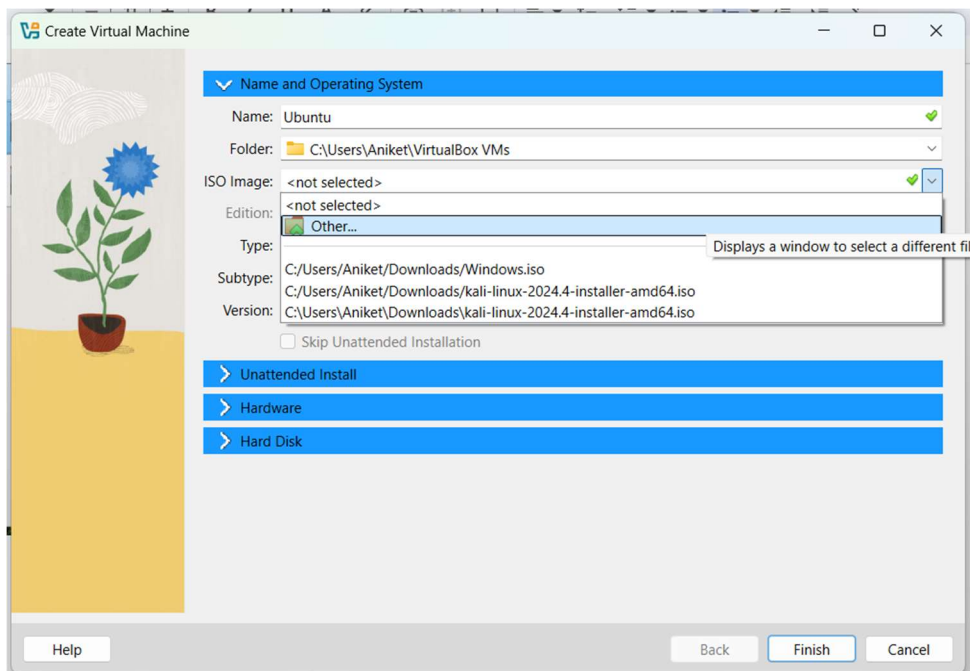 Create Virtual Machine
Name and Operating System
Name: Ubuntu
Folder: C:\Users\Aniket\VirtualBox VMs
ISO Image: <not selected>
<not selected>
Edition:
Other...
Type:
Displays a window to select a different
C:/Users/Aniket/Downloads/Windows.iso
Subtype:
C:/Users/Aniket/Downloads/kali-linux-2024.4-installer-amd64.iso
Version:
C:\Users\Aniket\Downloads\kali-linux-2024.4-installer-amd64.iso
Skip Unattended Installation
Unattended Install
Hardware
Hard Disk
Help
Back
Finish
Cancel